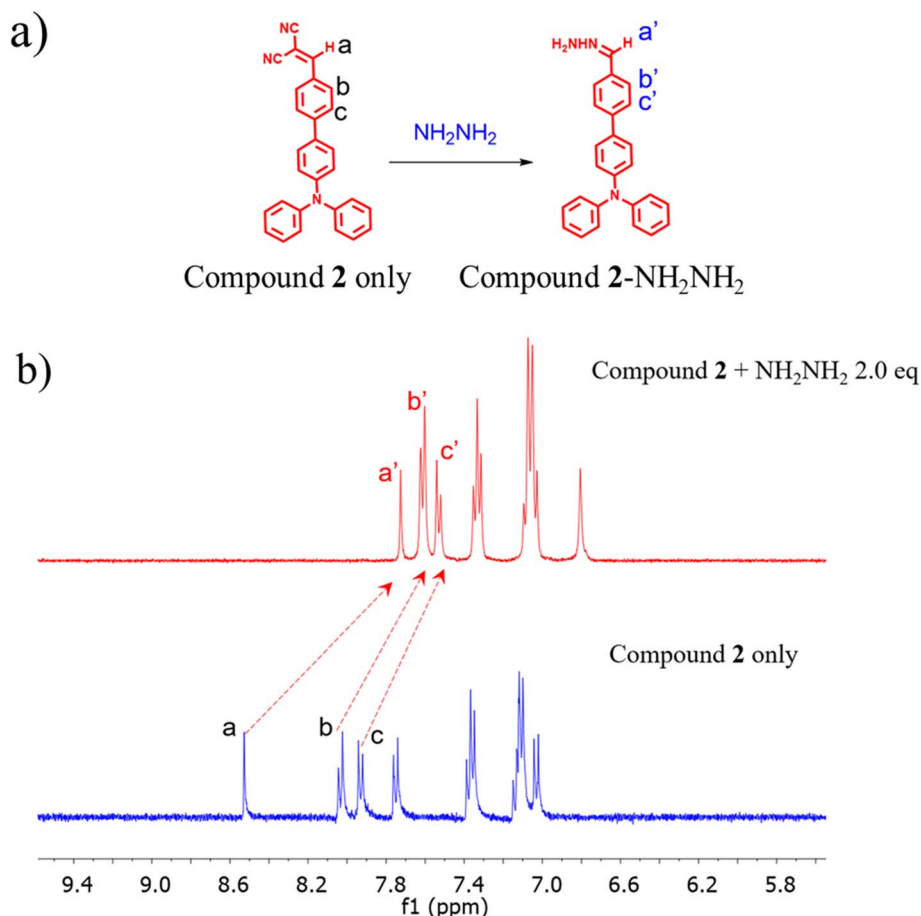 a)
CN
CN
H
a
b
c
N
Compound 2 only
NH₂NH₂
H₂NHN
H
a’
b’
c’
N
Compound 2-NH₂NH₂
b)
Compound 2 + NH₂NH₂ 2.0 eq
a’
b’
c’
Compound 2 only
a
b
c
9.4 9.0 8.6 8.2 7.8 7.4 7.0 6.6 6.2 5.8
f1 (ppm)